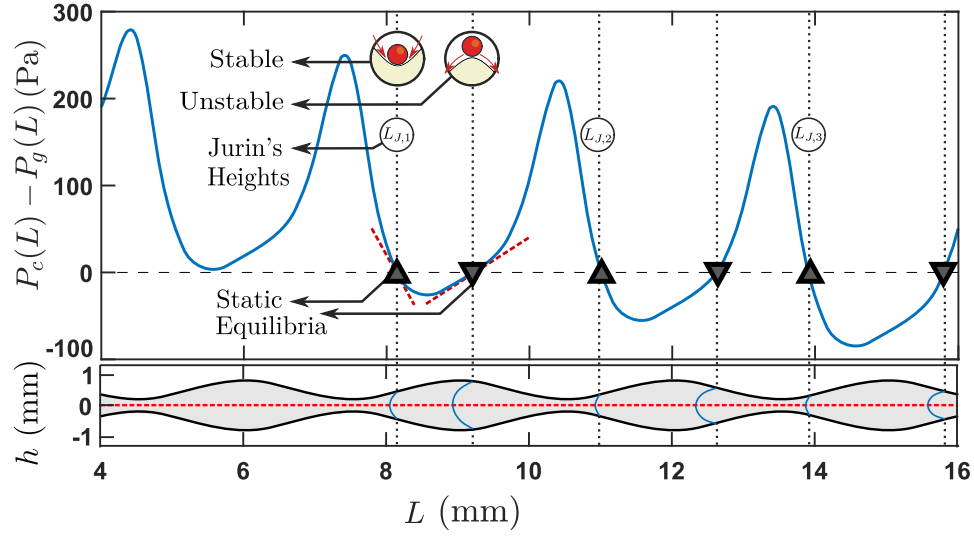 300
200
100
0
-100
P_c(L) − P_g(L) (Pa)
Stable
Unstable
Jurin's
Heights
L_{J,1}
L_{J,2}
L_{J,3}
Static
Equilibria
1
0
-1
h (mm)
4 6 8 10 12 14 16
L (mm)